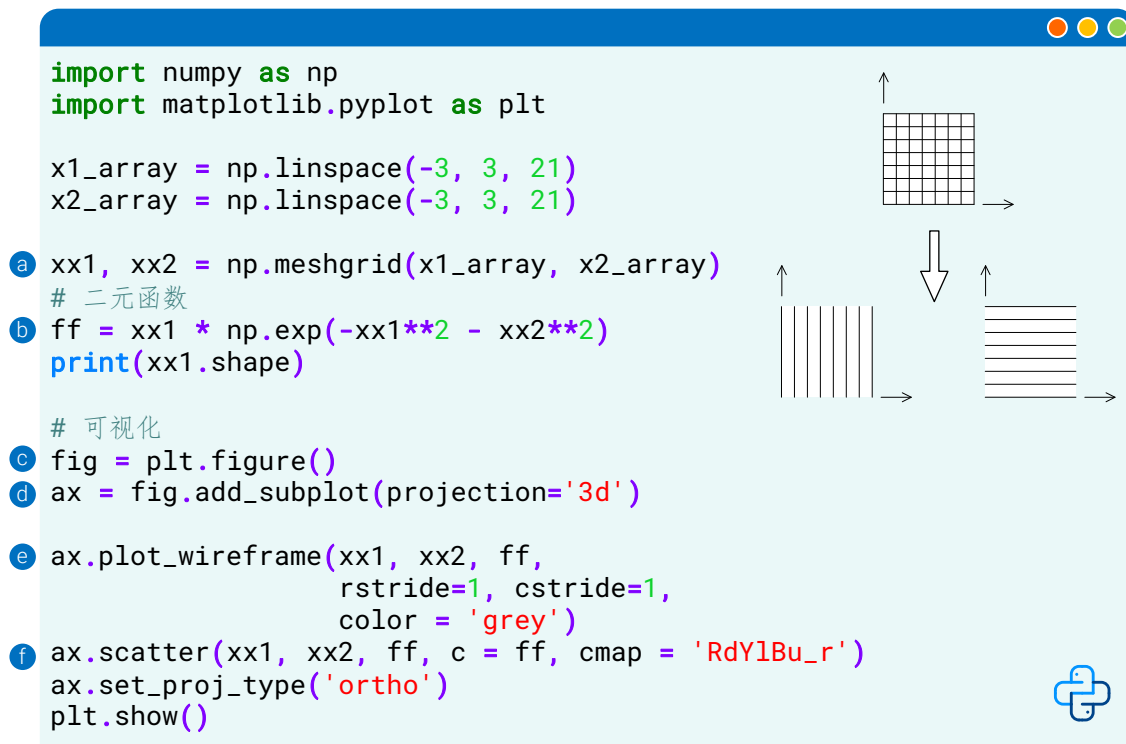 import numpy as np
import matplotlib.pyplot as plt
x1_array = np.linspace(-3, 3, 21)
x2_array = np.linspace(-3, 3, 21)
a xx1, xx2 = np.meshgrid(x1_array, x2_array)
# 二元函数
b ff = xx1 * np.exp(-xx1**2 - xx2**2)
print(xx1.shape)
# 可视化
c fig = plt.figure()
d ax = fig.add_subplot(projection='3d')
e ax.plot_wireframe(xx1, xx2, ff,
rstride=1, cstride=1,
color = 'grey')
f ax.scatter(xx1, xx2, ff, c = ff, cmap = 'RdYlBu_r')
ax.set_proj_type('ortho')
plt.show()